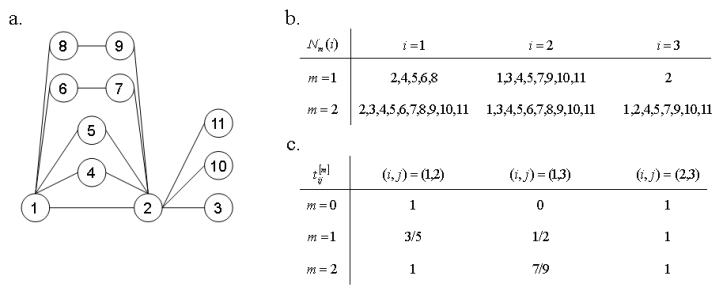 a.
8 9
6 7
5
4
11
10
1 2 3
b.
N_m(i) i=1 i=2 i=3
m=1 2,4,5,6,8 1,3,4,5,7,9,10,11 2
m=2 2,3,4,5,6,7,8,9,10,11 1,3,4,5,6,7,8,9,10,11 1,2,4,5,7,9,10,11
c.
t_ij^[m] (i,j)=(1,2) (i,j)=(1,3) (i,j)=(2,3)
m=0 1 0 1
m=1 3/5 1/2 1
m=2 1 7/9 1